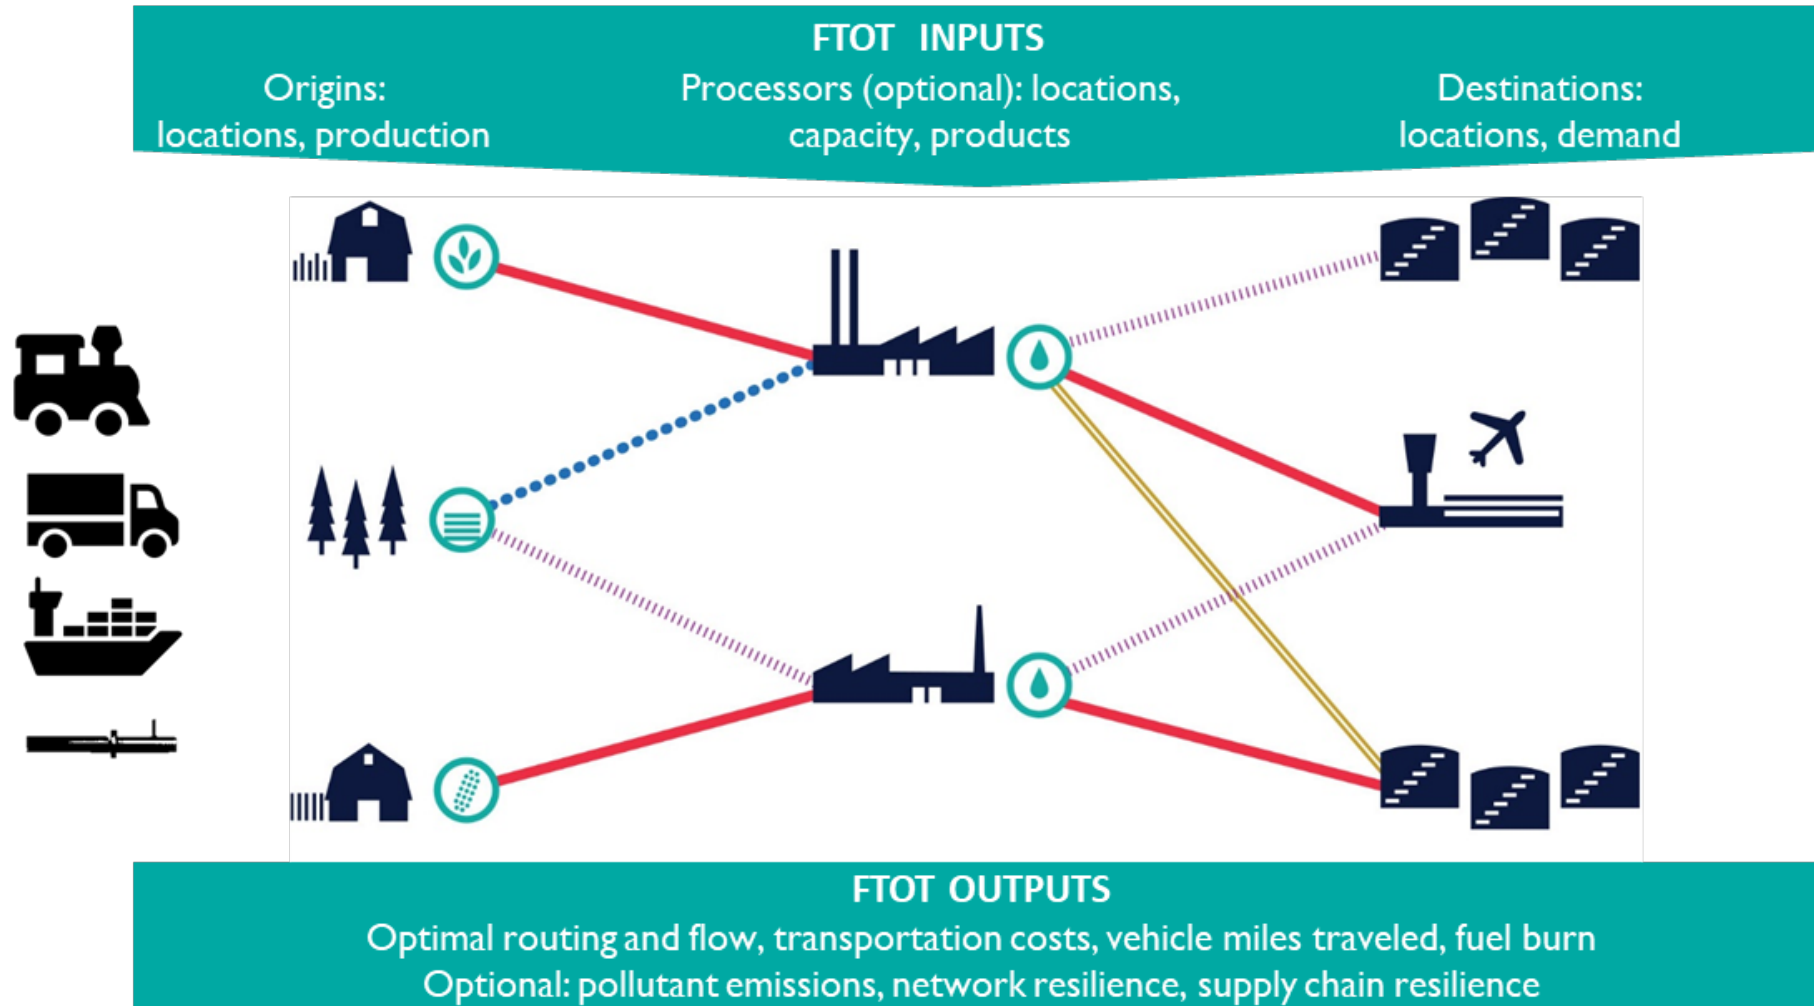 FTOT INPUTS
Origins:
locations, production
Processors (optional): locations,
capacity, products
Destinations:
locations, demand
FTOT OUTPUTS
Optimal routing and flow, transportation costs, vehicle miles traveled, fuel burn
Optional: pollutant emissions, network resilience, supply chain resilience